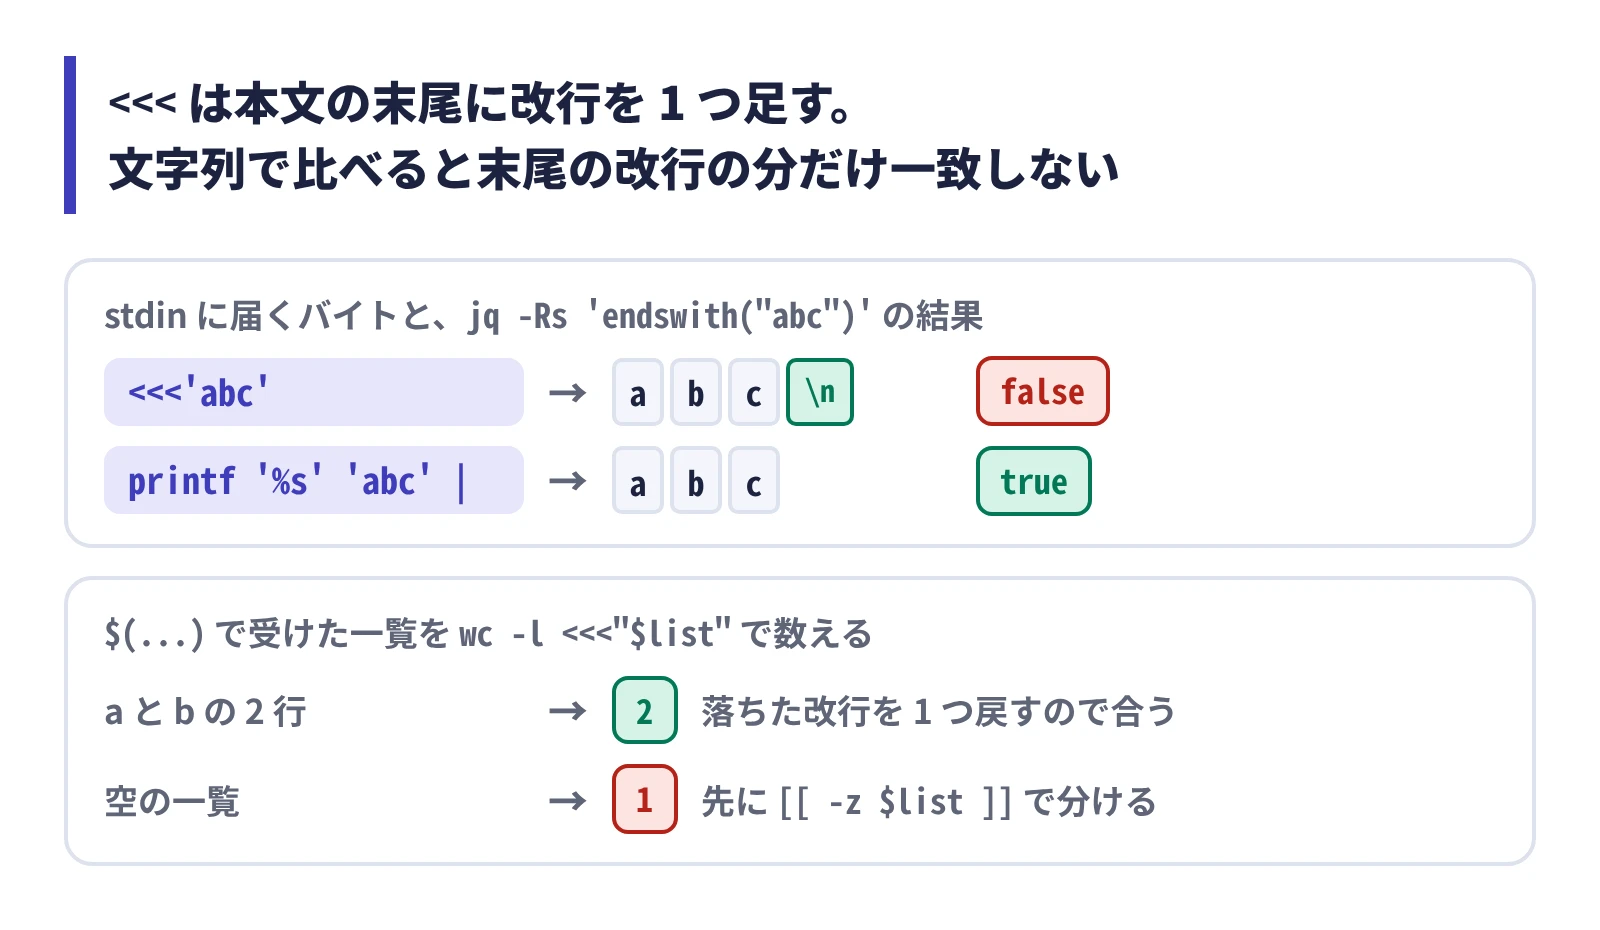 <<< は本文の末尾に改行を 1 つ足す。
文字列で比べると末尾の改行の分だけ一致しない
stdin に届くバイトと、jq -Rs 'endswith("abc")' の結果
<<<'abc' → a b c \n false
printf '%s' 'abc' | → a b c true
$(...) で受けた一覧を wc -l <<<"$list" で数える
a と b の 2 行 → 2 落ちた改行を 1 つ戻すので合う
空の一覧 → 1 先に [[ -z $list ]] で分ける